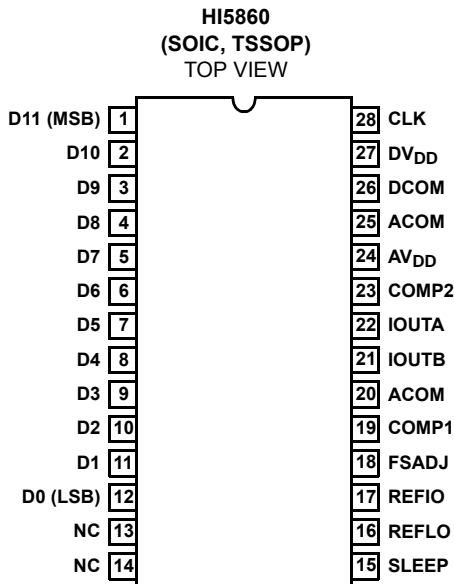 HI5860
(SOIC, TSSOP)
TOP VIEW
D11 (MSB) 1 28 CLK
D10 2 27 DVDD
D9 3 26 DCOM
D8 4 25 ACOM
D7 5 24 AVDD
D6 6 23 COMP2
D5 7 22 IOUTA
D4 8 21 IOUTB
D3 9 20 ACOM
D2 10 19 COMP1
D1 11 18 FSADJ
D0 (LSB) 12 17 REFIO
NC 13 16 REFLO
NC 14 15 SLEEP